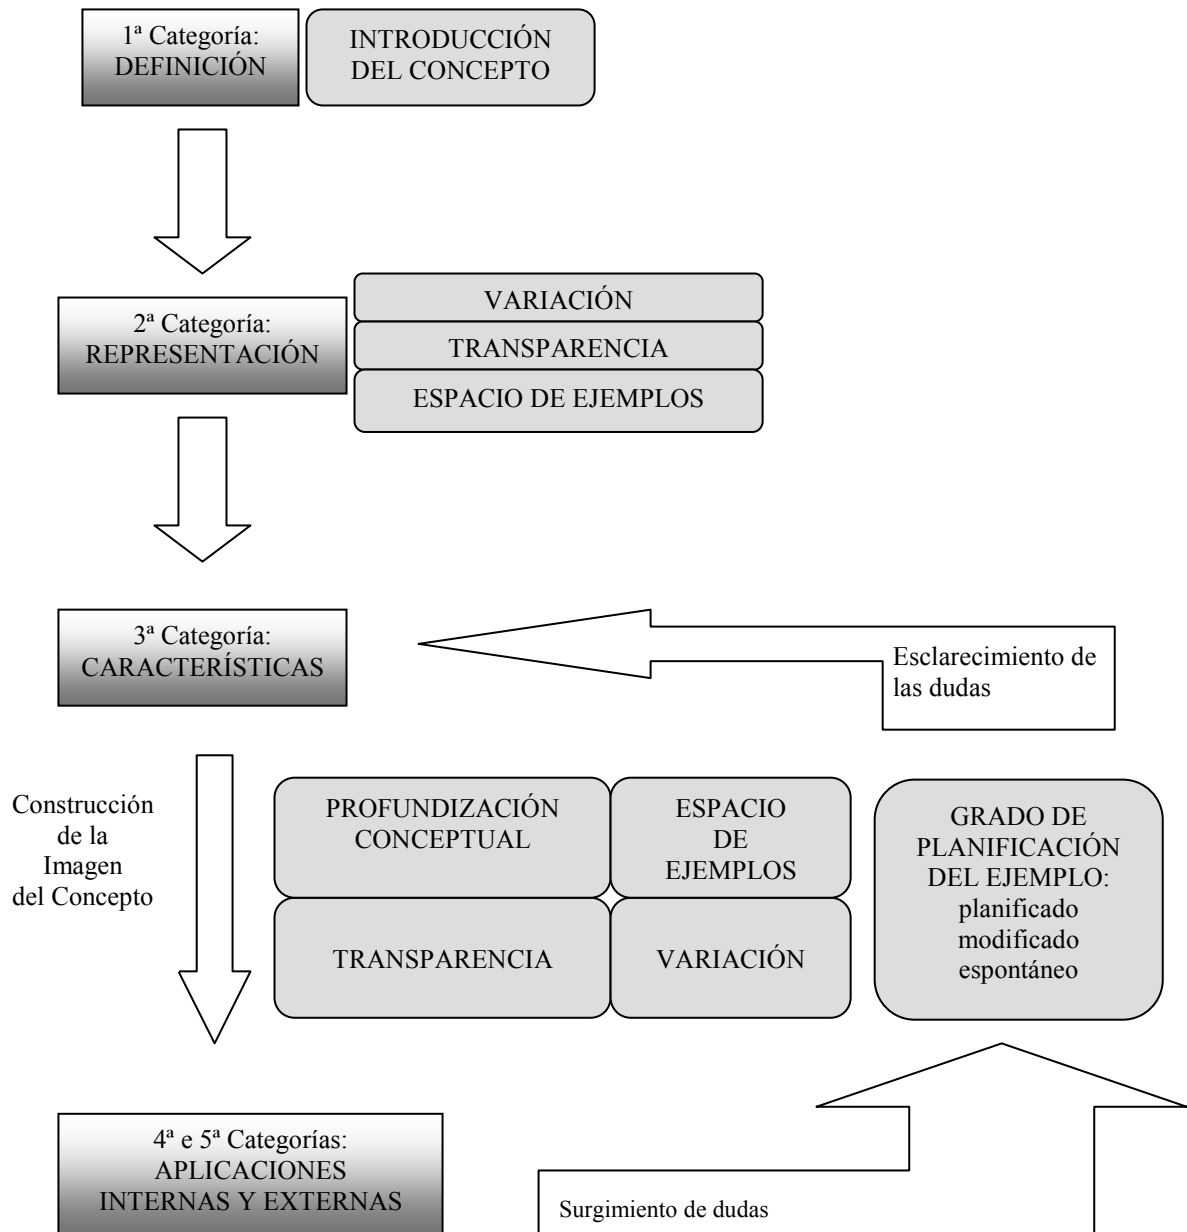 1ª Categoría:
DEFINICIÓN
INTRODUCCIÓN
DEL CONCEPTO
2ª Categoría:
REPRESENTACIÓN
VARIACIÓN
TRANSPARENCIA
ESPACIO DE EJEMPLOS
3ª Categoría:
CARACTERÍSTICAS
Esclarecimiento de
las dudas
Construcción
de la
Imagen
del Concepto
PROFUNDIZACIÓN
CONCEPTUAL
ESPACIO
DE
EJEMPLOS
TRANSPARENCIA
VARIACIÓN
GRADO DE
PLANIFICACIÓN
DEL EJEMPLO:
planificado
modificado
espontáneo
4ª e 5ª Categorías:
APLICACIONES
INTERNAS Y EXTERNAS
Surgimiento de dudas